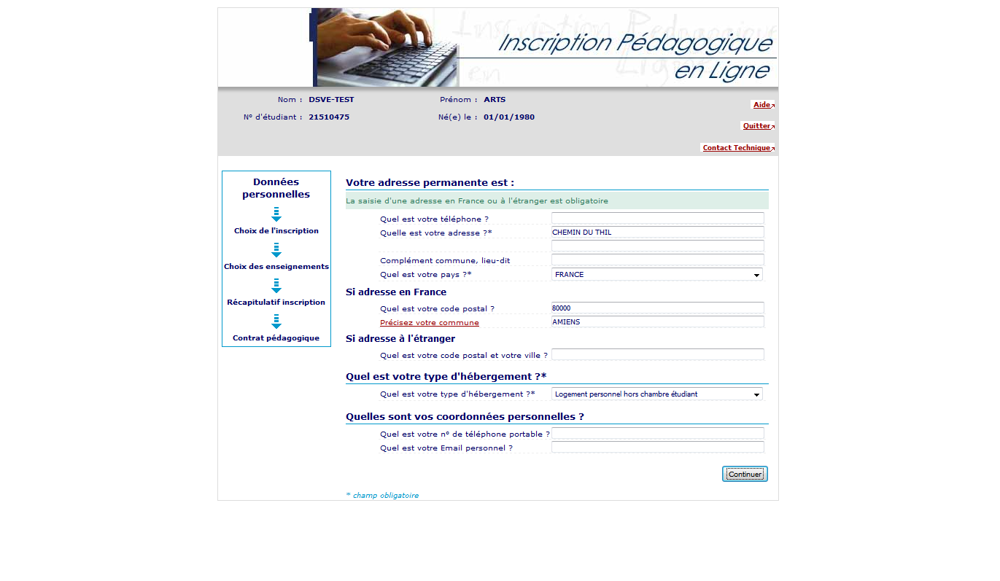 Inscription Pédagogique
en Ligne
Nom : DSVE-TEST Prénom : ARTS
N° d'étudiant : 21510475 Né(e) le : 01/01/1980
Aide
Quitter
Contact Technique
Données
personnelles
Choix de l'inscription
Choix des enseignements
Récapitulatif inscription
Contrat pédagogique
Votre adresse permanente est :
La saisie d'une adresse en France ou à l'étranger est obligatoire
Quel est votre téléphone ?
Quelle est votre adresse ?* CHEMIN DU THIL
Complément commune, lieu-dit
Quel est votre pays ?* FRANCE
Si adresse en France
Quel est votre code postal ? 80000
Précisez votre commune AMIENS
Si adresse à l'étranger
Quel est votre code postal et votre ville ?
Quel est votre type d'hébergement ?*
Quel est votre type d'hébergement ?* Logement personnel hors chambre étudiant
Quelles sont vos coordonnées personnelles ?
Quel est votre n° de téléphone portable ?
Quel est votre Email personnel ?
Continuer
* champ obligatoire